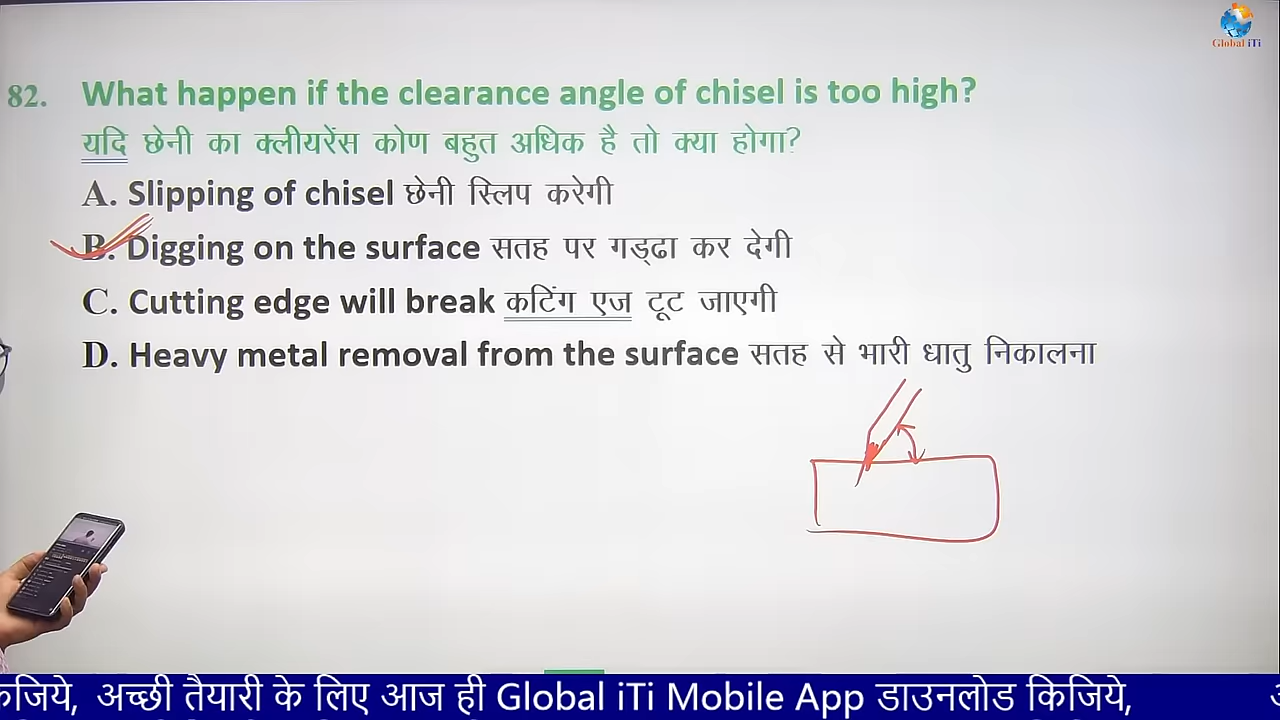 Global iTi
82. What happen if the clearance angle of chisel is too high?
यदि छेनी का क्लीयरेंस कोण बहुत अधिक है तो क्या होगा?
A. Slipping of chisel छेनी स्लिप करेगी
B. Digging on the surface सतह पर गड्ढा कर देगी
C. Cutting edge will break कटिंग एज टूट जाएगी
D. Heavy metal removal from the surface सतह से भारी धातु निकालना
अच्छी तैयारी के लिए आज ही Global iTi Mobile App डाउनलोड किजिये,